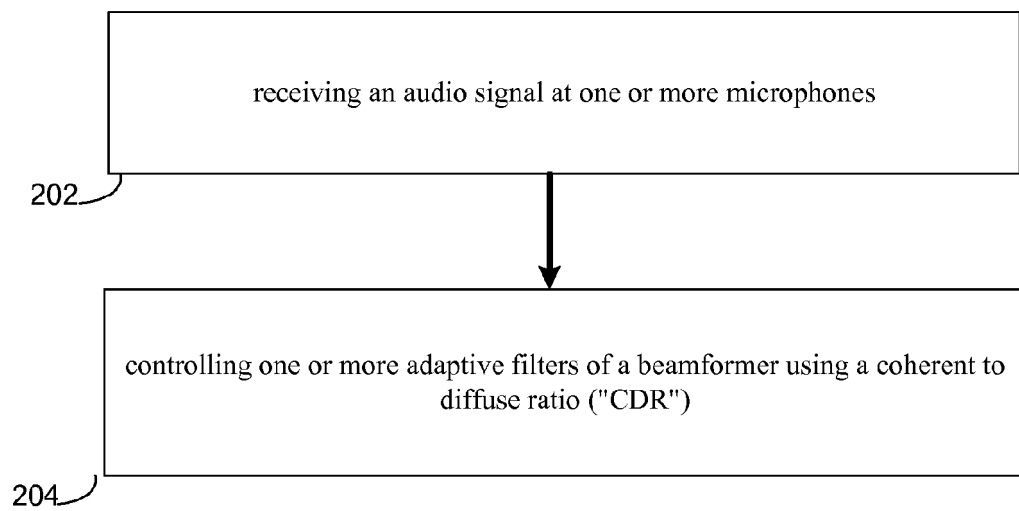 receiving an audio signal at one or more microphones
202
controlling one or more adaptive filters of a beamformer using a coherent to
diffuse ratio ("CDR")
204